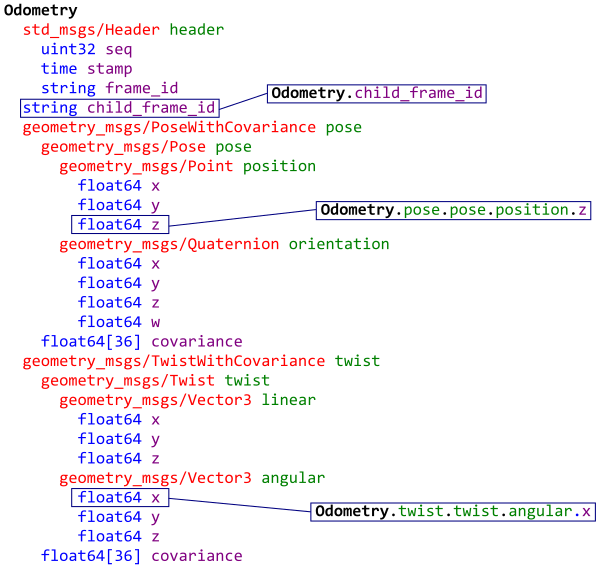 Odometry
std_msgs/Header header
uint32 seq
time stamp
string frame_id
string child_frame_id
Odometry.child_frame_id
geometry_msgs/PoseWithCovariance pose
geometry_msgs/Pose pose
geometry_msgs/Point position
float64 x
float64 y
float64 z
Odometry.pose.pose.position.z
geometry_msgs/Quaternion orientation
float64 x
float64 y
float64 z
float64 w
float64[36] covariance
geometry_msgs/TwistWithCovariance twist
geometry_msgs/Twist twist
geometry_msgs/Vector3 linear
float64 x
float64 y
float64 z
geometry_msgs/Vector3 angular
float64 x
Odometry.twist.twist.angular.x
float64 y
float64 z
float64[36] covariance